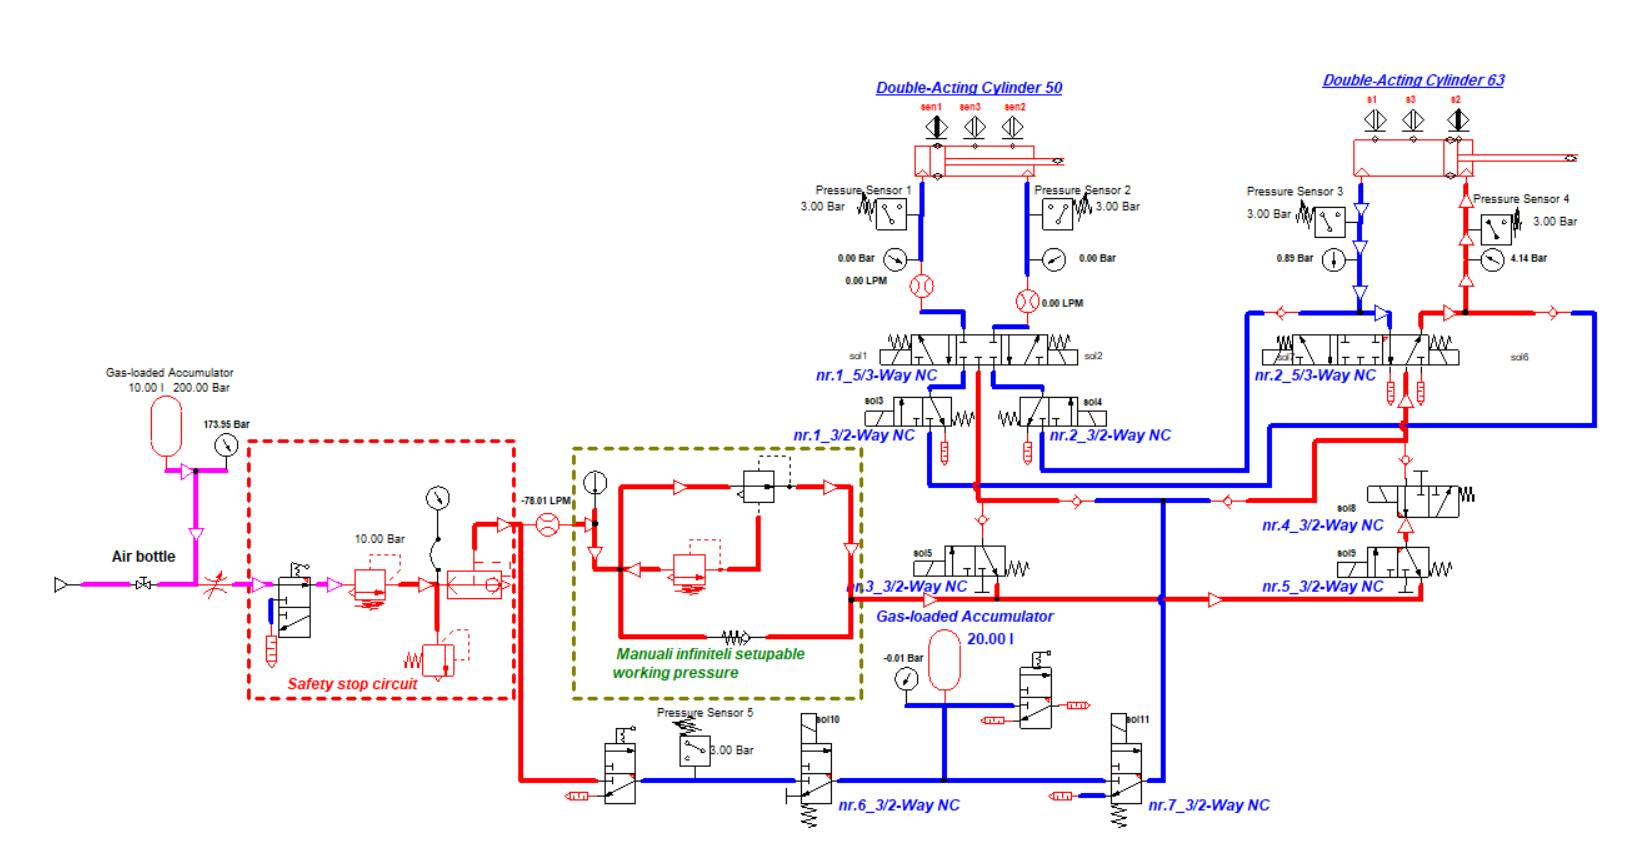 Double-Acting Cylinder 50
sen1 sen3 sen2
Double-Acting Cylinder 63
s1 s3 s2
Pressure Sensor 1
3.00 Bar
Pressure Sensor 2
3.00 Bar
Pressure Sensor 3
3.00 Bar
Pressure Sensor 4
3.00 Bar
0.00 Bar
0.00 Bar
0.89 Bar
4.14 Bar
0.00 LPM
0.00 LPM
sol1
sol2
sol7
sol6
nr.1_5/3-Way NC
nr.2_5/3-Way NC
Gas-loaded Accumulator
10.00 l 200.00 Bar
173.95 Bar
sol3
sol4
nr.1_3/2-Way NC
nr.2_3/2-Way NC
-78.01 LPM
sol8
nr.4_3/2-Way NC
10.00 Bar
Air bottle
sol5
nr.3_3/2-Way NC
sol9
nr.5_3/2-Way NC
Gas-loaded Accumulator
20.00 l
-0.01 Bar
Manuali infiniteli setupable
working pressure
Safety stop circuit
Pressure Sensor 5
3.00 Bar
sol10
sol11
nr.6_3/2-Way NC
nr.7_3/2-Way NC